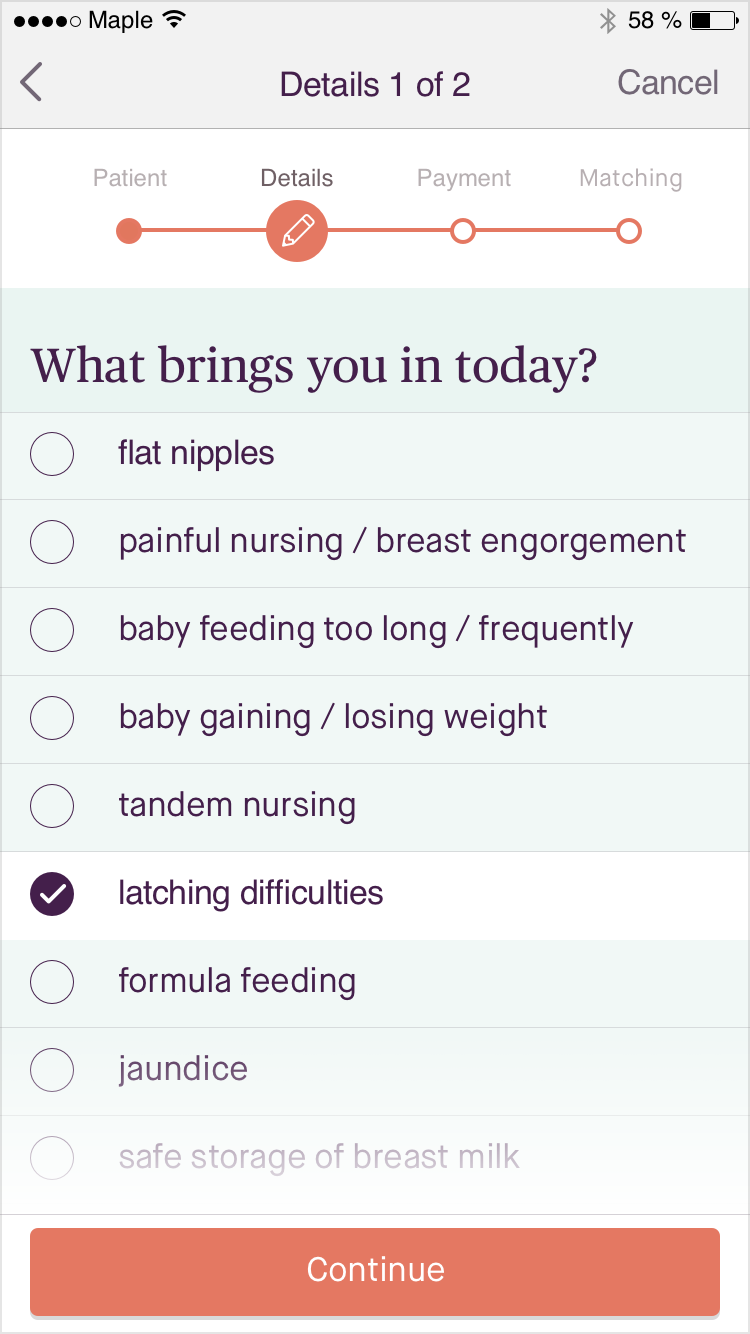 Maple 58 %
Details 1 of 2 Cancel
Patient Details Payment Matching
What brings you in today?
flat nipples
painful nursing / breast engorgement
baby feeding too long / frequently
baby gaining / losing weight
tandem nursing
latching difficulties
formula feeding
jaundice
safe storage of breast milk
Continue